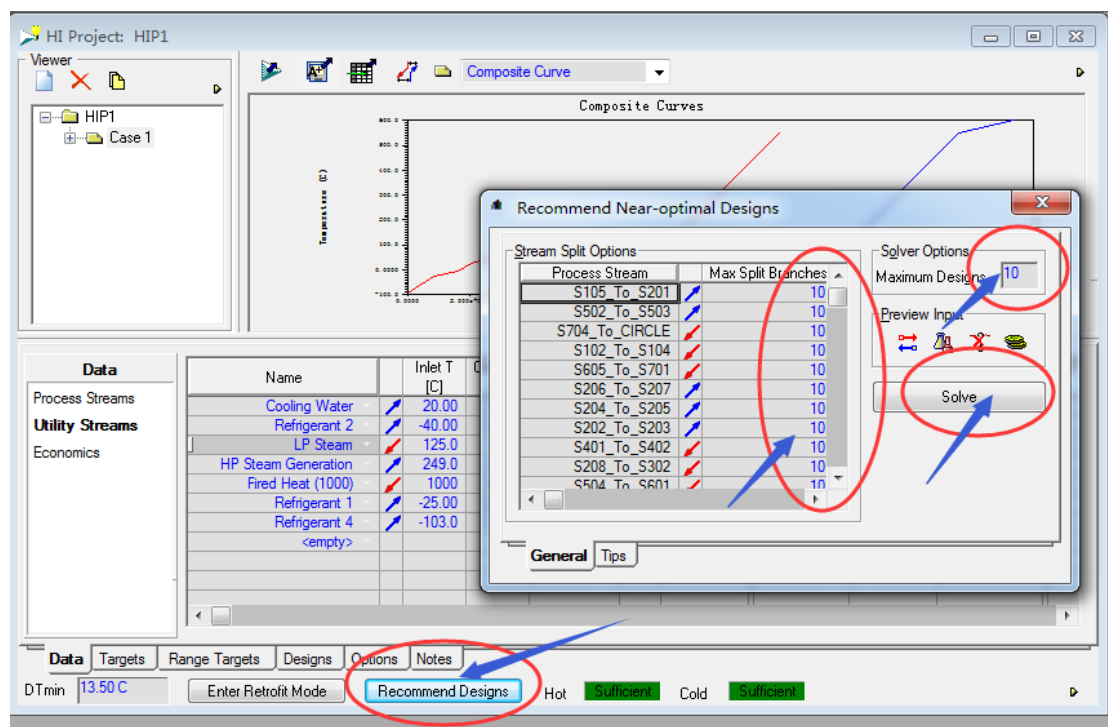 HI Project: HIP1
Viewer
Composite Curve
HIP1
Case 1
Composite Curves
Temperature (C)
Recommend Near-optimal Designs
Stream Split Options
Process Stream Max Split Branches
S105_To_S201 10
S502_To_S503 10
S704_To_CIRCLE 10
S102_To_S104 10
S605_To_S701 10
S206_To_S207 10
S204_To_S205 10
S202_To_S203 10
S401_To_S402 10
S208_To_S302 10
S504_To_S601 10
Solver Options
Maximum Designs 10
Preview Input
Solve
General Tips
Data
Process Streams
Utility Streams
Economics
Name Inlet T
[C]
Cooling Water 20.00
Refrigerant 2 -40.00
LP Steam 125.0
HP Steam Generation 249.0
Fired Heat (1000) 1000
Refrigerant 1 -25.00
Refrigerant 4 -103.0
<empty>
Data Targets Range Targets Designs Options Notes
DTmin 13.50 C Enter Retrofit Mode Recommend Designs Hot Sufficient Cold Sufficient